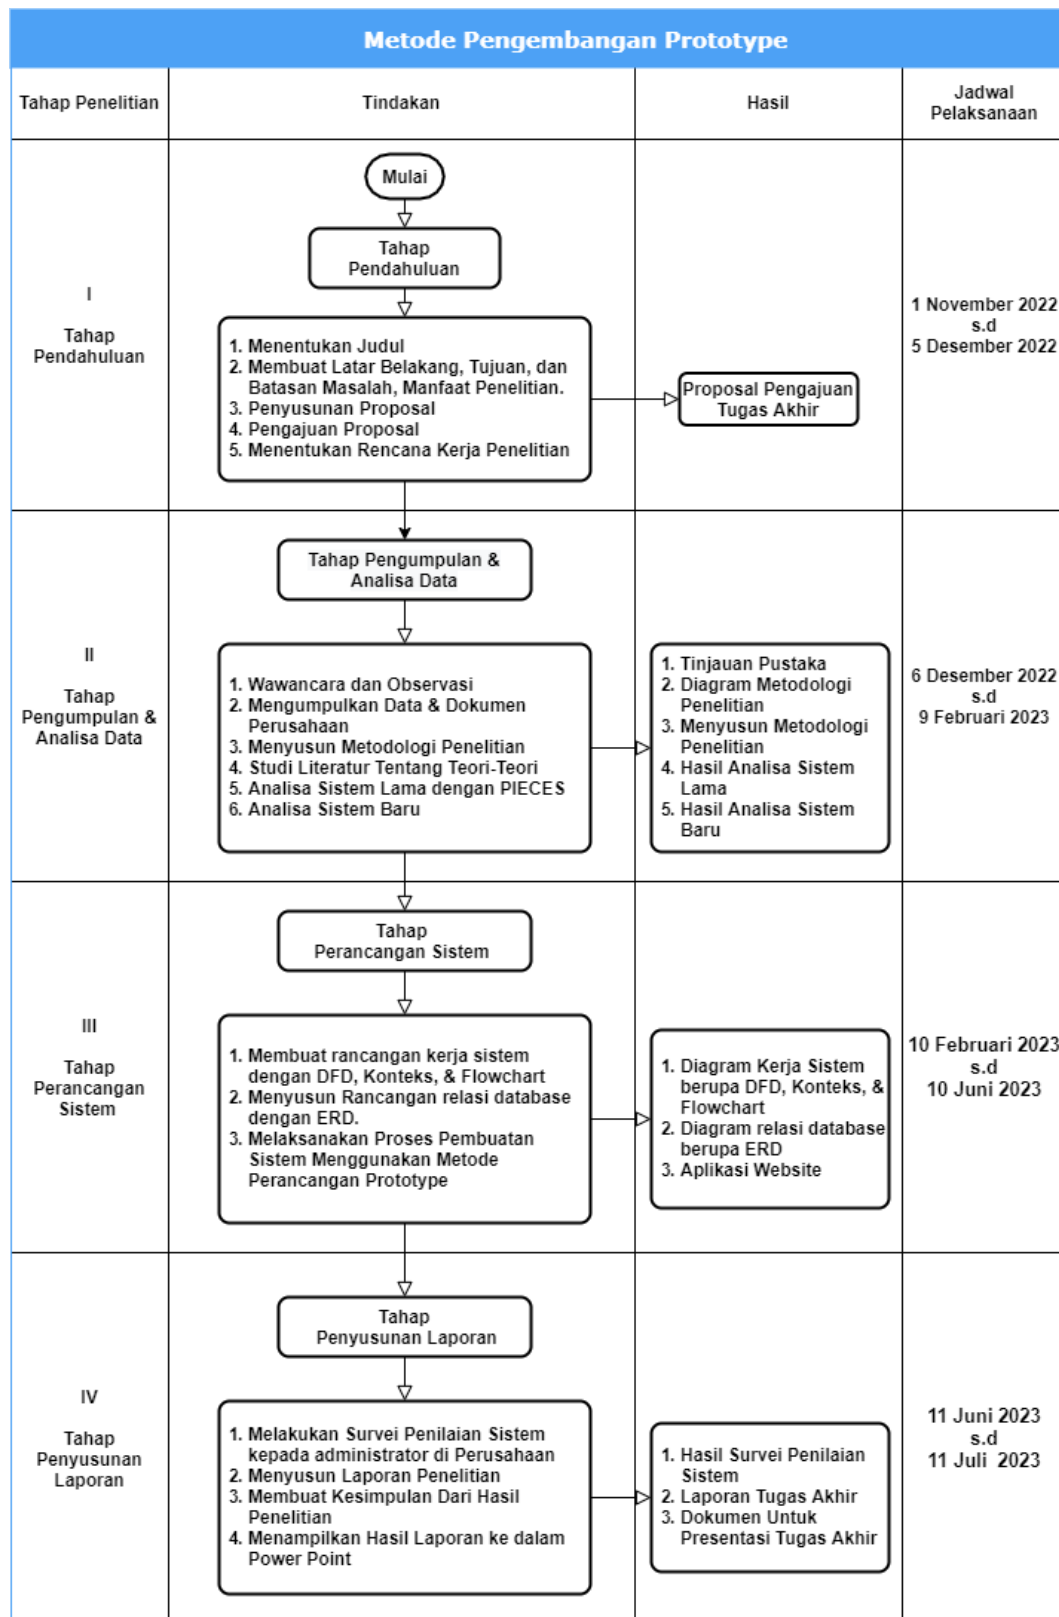 Metode Pengembangan Prototype
Tahap Penelitian
Tindakan
Hasil
Jadwal
Pelaksanaan
I
Tahap
Pendahuluan
Mulai
Tahap
Pendahuluan
1. Menentukan Judul
2. Membuat Latar Belakang, Tujuan, dan
Batasan Masalah, Manfaat Penelitian.
3. Penyusunan Proposal
4. Pengajuan Proposal
5. Menentukan Rencana Kerja Penelitian
Proposal Pengajuan
Tugas Akhir
1 November 2022
s.d
5 Desember 2022
II
Tahap
Pengumpulan &
Analisa Data
Tahap Pengumpulan &
Analisa Data
1. Wawancara dan Observasi
2. Mengumpulkan Data & Dokumen
Perusahaan
3. Menyusun Metodologi Penelitian
4. Studi Literatur Tentang Teori-Teori
5. Analisa Sistem Lama dengan PIECES
6. Analisa Sistem Baru
1. Tinjauan Pustaka
2. Diagram Metodologi
Penelitian
3. Menyusun Metodologi
Penelitian
4. Hasil Analisa Sistem
Lama
5. Hasil Analisa Sistem
Baru
6 Desember 2022
s.d
9 Februari 2023
III
Tahap
Perancangan
Sistem
Tahap
Perancangan Sistem
1. Membuat rancangan kerja sistem
dengan DFD, Konteks, & Flowchart
2. Menyusun Rancangan relasi database
dengan ERD.
3. Melaksanakan Proses Pembuatan
Sistem Menggunakan Metode
Perancangan Prototype
1. Diagram Kerja Sistem
berupa DFD, Konteks, &
Flowchart
2. Diagram relasi database
berupa ERD
3. Aplikasi Website
10 Februari 2023
s.d
10 Juni 2023
IV
Tahap
Penyusunan
Laporan
Tahap
Penyusunan Laporan
1. Melakukan Survei Penilaian Sistem
kepada administrator di Perusahaan
2. Menyusun Laporan Penelitian
3. Membuat Kesimpulan Dari Hasil
Penelitian
4. Menampilkan Hasil Laporan ke dalam
Power Point
1. Hasil Survei Penilaian
Sistem
2. Laporan Tugas Akhir
3. Dokumen Untuk
Presentasi Tugas Akhir
11 Juni 2023
s.d
11 Juli 2023